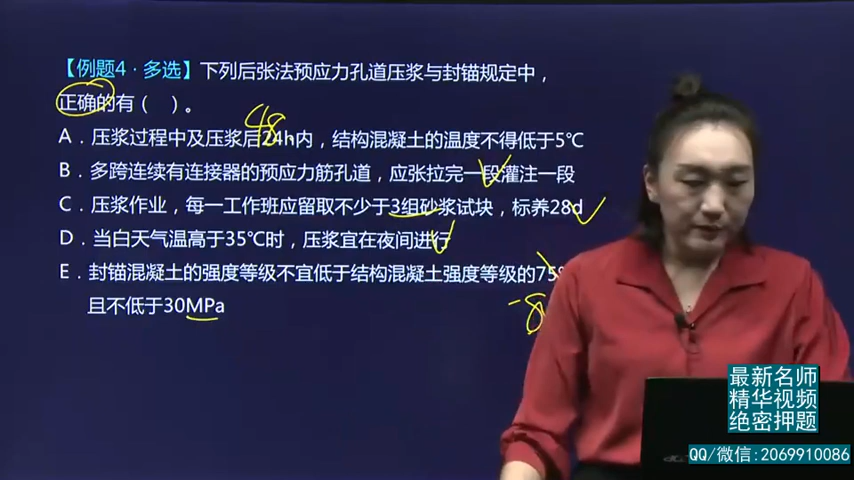 【例题4·多选】下列后张法预应力孔道压浆与封锚规定中，
正确的有（ ）。
A．压浆过程中及压浆后24h内，结构混凝土的温度不得低于5℃
48
B．多跨连续有连接器的预应力筋孔道，应张拉完一段灌注一段
C．压浆作业，每一工作班应留取不少于3组砂浆试块，标养28d
D．当白天气温高于35℃时，压浆宜在夜间进行
E．封锚混凝土的强度等级不宜低于结构混凝土强度等级的75%
且不低于30MPa
最新名师
精华视频
绝密押题
QQ/微信:2069910086